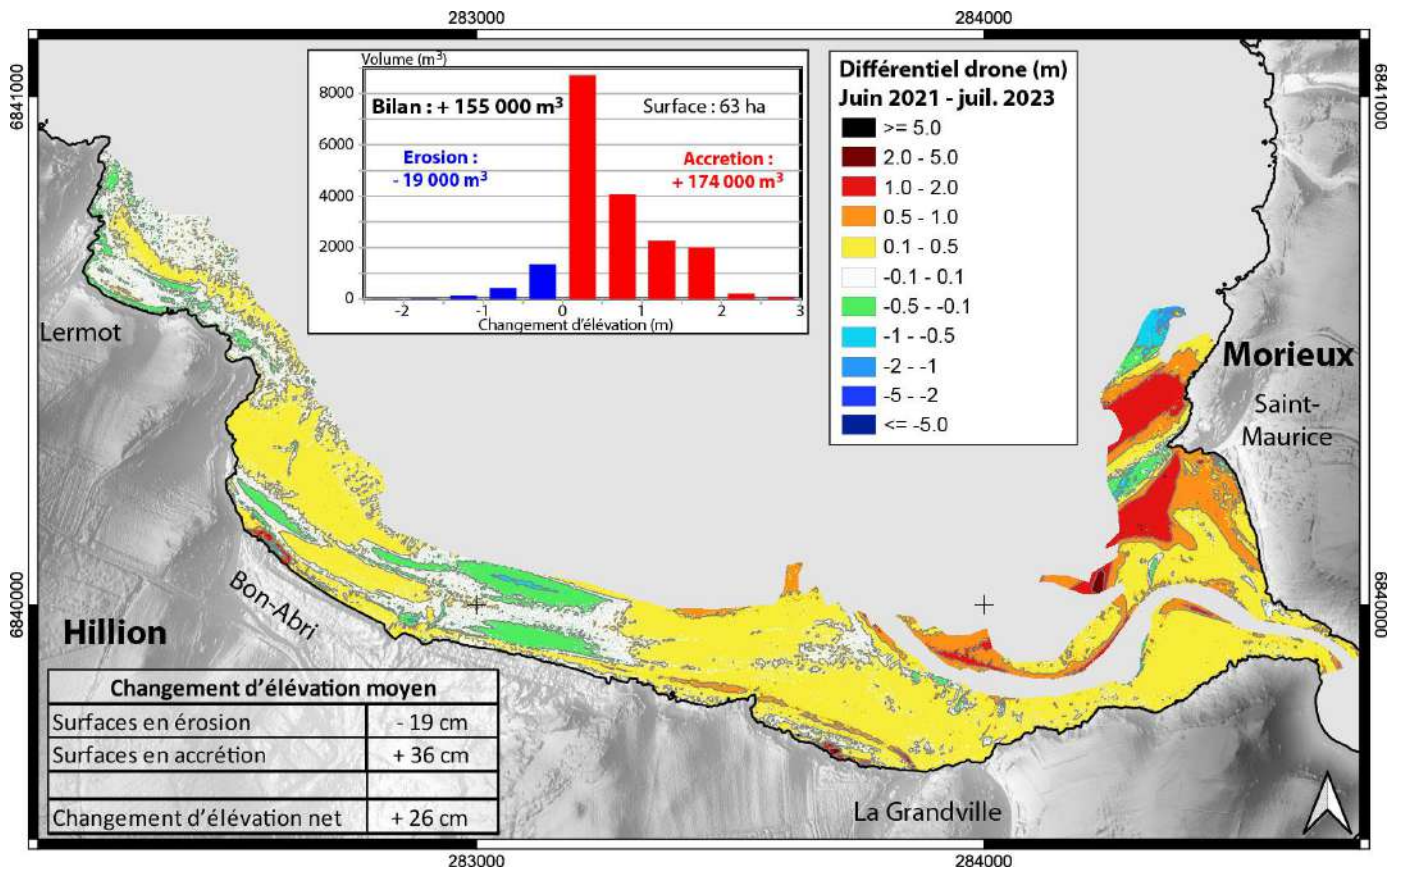 283000
284000
6841000
6841000
Volume (m³)
8000
6000
4000
2000
0
Bilan : + 155 000 m³
Surface : 63 ha
Erosion :
- 19 000 m³
Accretion :
+ 174 000 m³
-2
-1
0
1
2
3
Changement d'élévation (m)
Différentiel drone (m)
Juin 2021 - juil. 2023
>= 5.0
2.0 - 5.0
1.0 - 2.0
0.5 - 1.0
0.1 - 0.5
-0.1 - 0.1
-0.5 - -0.1
-1 - -0.5
-2 - -1
-5 - -2
<= -5.0
Lermot
Morieux
Saint-
Maurice
6840000
6840000
Bon-Abri
Hillion
Changement d'élévation moyen
Surfaces en érosion - 19 cm
Surfaces en accrétion + 36 cm
Changement d'élévation net + 26 cm
La Grandville
283000
284000